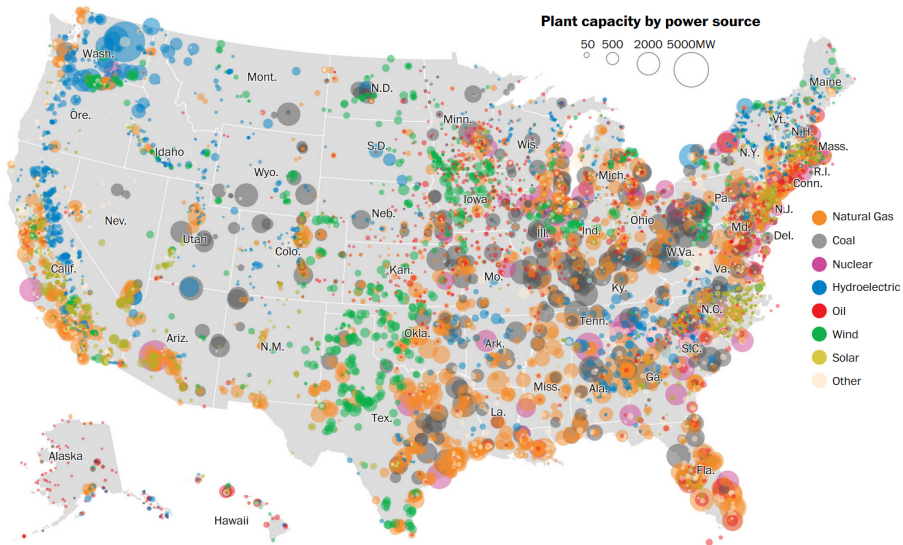 Plant capacity by power source
50 500 2000 5000MW
Wash.
Mont.
N.D.
Maine
Ore.
Minn.
Vt.
N.H.
Idaho
S.D.
Wis.
N.Y.
Mass.
Wyo.
Mich.
R.I.
Conn.
Iowa
Pa.
Nev.
Neb.
Ohio
N.J.
Utah
Ill.
Ind.
Md.
Del.
Colo.
W.Va.
Calif.
Kan.
Mo.
Va.
Ky.
N.C.
Ariz.
Okla.
Tenn.
N.M.
Ark.
S.C.
Miss.
Ala.
Ga.
Tex.
La.
Alaska
Fla.
Hawaii
Natural Gas
Coal
Nuclear
Hydroelectric
Oil
Wind
Solar
Other